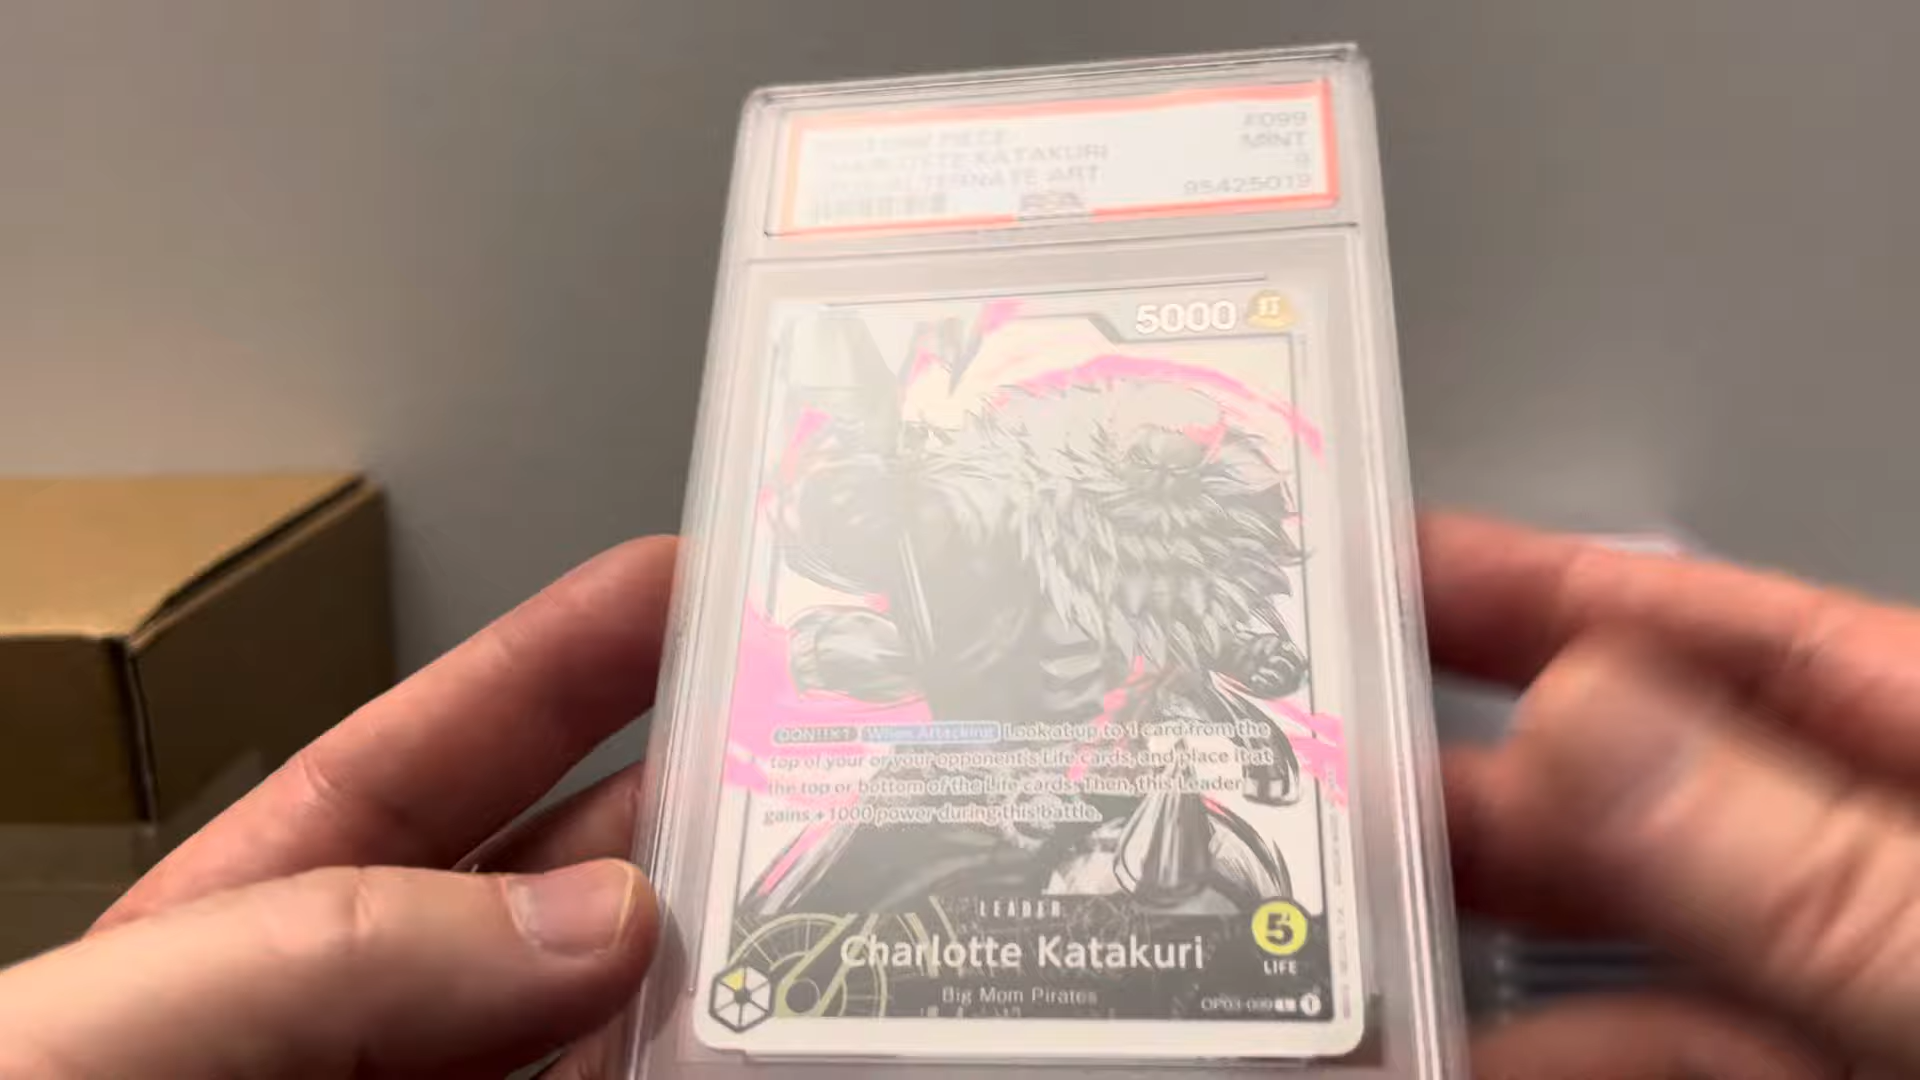 #099
MINT
CHARLOTTE KATAKURI
9
ALTERNATE ART
95425019
PSA
5000
DON!!×1 When Attacking Look at up to 1 card from the
top of your or your opponent's Life cards, and place it at
the top or bottom of the Life cards. Then, this Leader
gains +1000 power during this battle.
LEADER
5
Charlotte Katakuri
LIFE
Big Mom Pirates
OP03-099 L 1